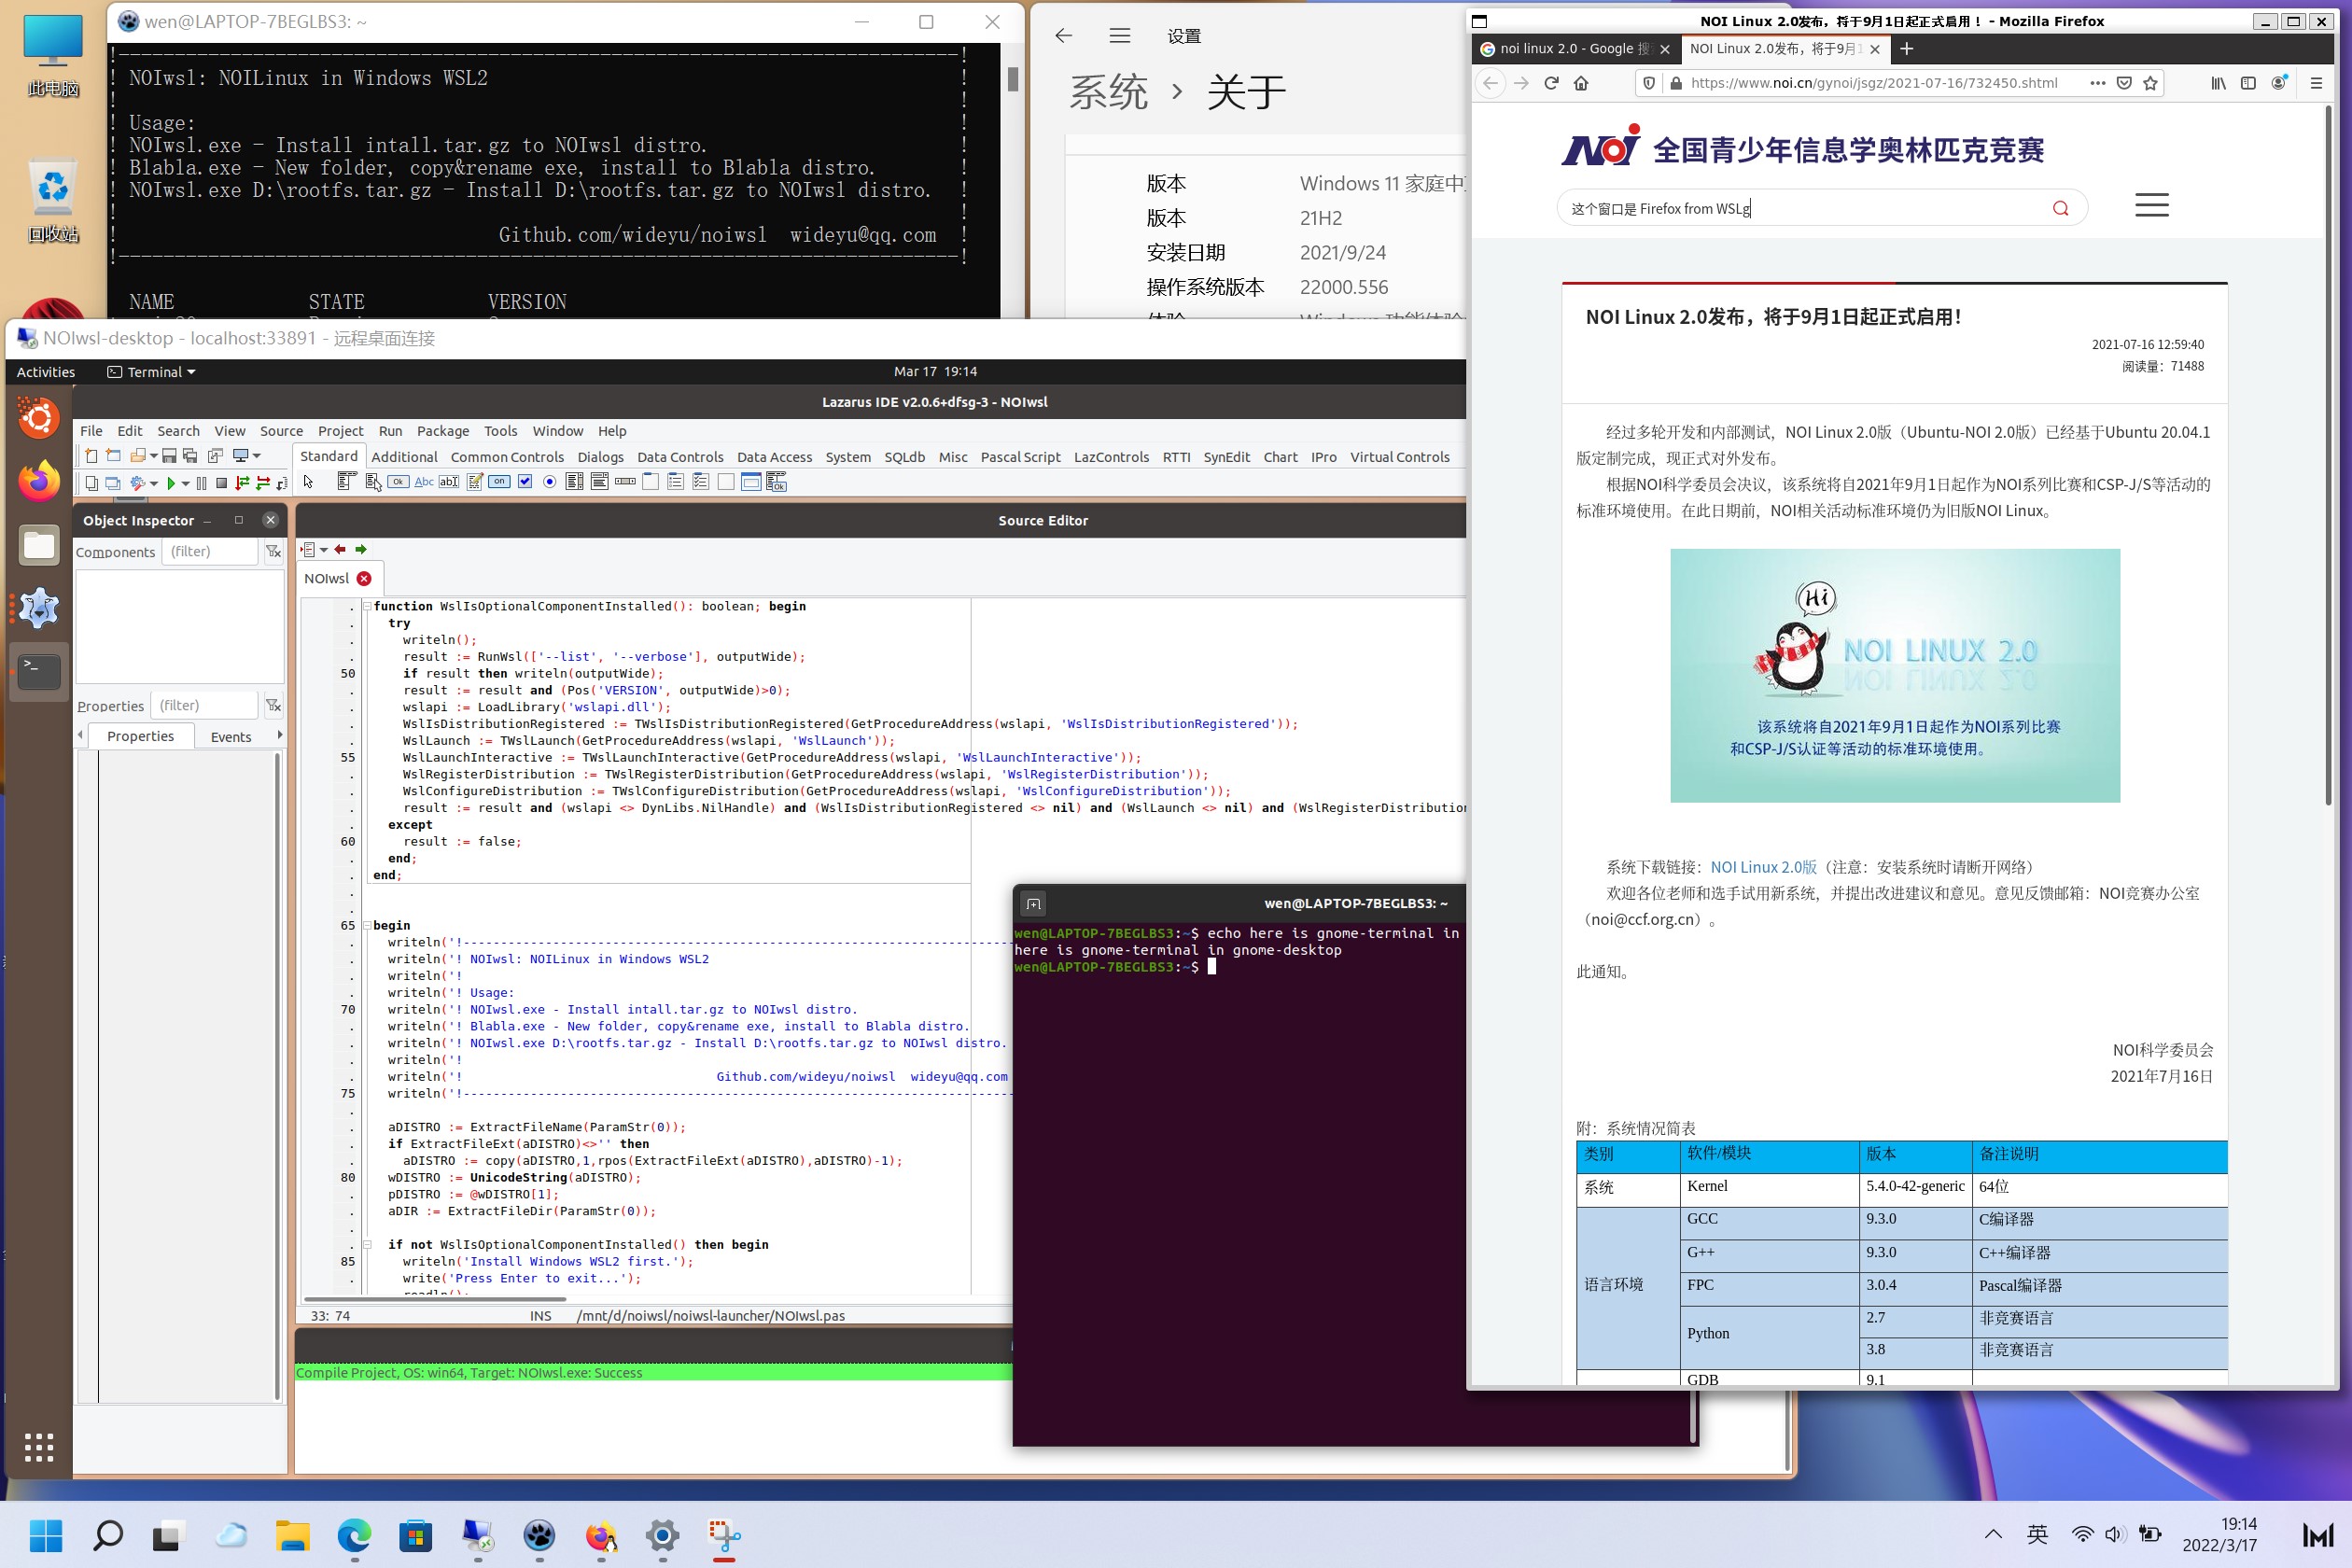 此电脑
回收站
wen@LAPTOP-7BEGLBS3: ~
!---------------------------------------------------------------------------!
! NOIwsl: NOILinux in Windows WSL2 !
! !
! Usage: !
! NOIwsl.exe - Install intall.tar.gz to NOIwsl distro. !
! Blabla.exe - New folder, copy&rename exe, install to Blabla distro. !
! NOIwsl.exe D:\rootfs.tar.gz - Install D:\rootfs.tar.gz to NOIwsl distro. !
! !
! Github.com/wideyu/noiwsl wideyu@qq.com !
!---------------------------------------------------------------------------!
NAME STATE VERSION
设置
系统 › 关于
版本 Windows 11 家庭中
版本 21H2
安装日期 2021/9/24
操作系统版本 22000.556
NOIwsl-desktop - localhost:33891 - 远程桌面连接
Activities Terminal Mar 17 19:14
Lazarus IDE v2.0.6+dfsg-3 - NOIwsl
File Edit Search View Source Project Run Package Tools Window Help
Standard Additional Common Controls Dialogs Data Controls Data Access System SQLdb Misc Pascal Script LazControls RTTI SynEdit Chart IPro Virtual Controls
Ok Abc abI on Ok
Object Inspector
Components (filter)
Properties (filter)
Properties Events
Source Editor
NOIwsl
function WslIsOptionalComponentInstalled(): boolean; begin
try
writeln();
result := RunWsl(['--list', '--verbose'], outputWide);
50 if result then writeln(outputWide);
result := result and (Pos('VERSION', outputWide)>0);
wslapi := LoadLibrary('wslapi.dll');
WslIsDistributionRegistered := TWslIsDistributionRegistered(GetProcedureAddress(wslapi, 'WslIsDistributionRegistered'));
WslLaunch := TWslLaunch(GetProcedureAddress(wslapi, 'WslLaunch'));
55 WslLaunchInteractive := TWslLaunchInteractive(GetProcedureAddress(wslapi, 'WslLaunchInteractive'));
WslRegisterDistribution := TWslRegisterDistribution(GetProcedureAddress(wslapi, 'WslRegisterDistribution'));
WslConfigureDistribution := TWslConfigureDistribution(GetProcedureAddress(wslapi, 'WslConfigureDistribution'));
result := result and (wslapi <> DynLibs.NilHandle) and (WslIsDistributionRegistered <> nil) and (WslLaunch <> nil) and (WslRegisterDistribution
except
60 result := false;
end;
end;
65 begin
writeln('!---------------------------------------------------------------------------
writeln('! NOIwsl: NOILinux in Windows WSL2
writeln('!
writeln('! Usage:
70 writeln('! NOIwsl.exe - Install intall.tar.gz to NOIwsl distro.
writeln('! Blabla.exe - New folder, copy&rename exe, install to Blabla distro.
writeln('! NOIwsl.exe D:\rootfs.tar.gz - Install D:\rootfs.tar.gz to NOIwsl distro.
writeln('!
writeln('! Github.com/wideyu/noiwsl wideyu@qq.com
75 writeln('!---------------------------------------------------------------------------
aDISTRO := ExtractFileName(ParamStr(0));
if ExtractFileExt(aDISTRO)<>'' then
aDISTRO := copy(aDISTRO,1,rpos(ExtractFileExt(aDISTRO),aDISTRO)-1);
80 wDISTRO := UnicodeString(aDISTRO);
pDISTRO := @wDISTRO[1];
aDIR := ExtractFileDir(ParamStr(0));
if not WslIsOptionalComponentInstalled() then begin
85 writeln('Install Windows WSL2 first.');
write('Press Enter to exit...');
33: 74 INS /mnt/d/noiwsl/noiwsl-launcher/NOIwsl.pas
Compile Project, OS: win64, Target: NOIwsl.exe: Success
wen@LAPTOP-7BEGLBS3: ~
wen@LAPTOP-7BEGLBS3:~$ echo here is gnome-terminal in
here is gnome-terminal in gnome-desktop
wen@LAPTOP-7BEGLBS3:~$
NOI Linux 2.0发布，将于9月1日起正式启用！ - Mozilla Firefox
noi linux 2.0 - Google 搜 NOI Linux 2.0发布，将于9月1
https://www.noi.cn/gynoi/jsgz/2021-07-16/732450.shtml
NOI 全国青少年信息学奥林匹克竞赛
这个窗口是 Firefox from WSLg
NOI Linux 2.0发布，将于9月1日起正式启用！
2021-07-16 12:59:40
阅读量：71488
经过多轮开发和内部测试，NOI Linux 2.0版（Ubuntu-NOI 2.0版）已经基于Ubuntu 20.04.1
版定制完成，现正式对外发布。
根据NOI科学委员会决议，该系统将自2021年9月1日起作为NOI系列比赛和CSP-J/S等活动的
标准环境使用。在此日期前，NOI相关活动标准环境仍为旧版NOI Linux。
Hi
NOI LINUX 2.0
该系统将自2021年9月1日起作为NOI系列比赛
和CSP-J/S认证等活动的标准环境使用。
系统下载链接：NOI Linux 2.0版（注意：安装系统时请断开网络）
欢迎各位老师和选手试用新系统，并提出改进建议和意见。意见反馈邮箱：NOI竞赛办公室
（noi@ccf.org.cn）。
此通知。
NOI科学委员会
2021年7月16日
附：系统情况简表
类别 软件/模块 版本 备注说明
系统 Kernel 5.4.0-42-generic 64位
语言环境 GCC 9.3.0 C编译器
G++ 9.3.0 C++编译器
FPC 3.0.4 Pascal编译器
Python 2.7 非竞赛语言
3.8 非竞赛语言
GDB 9.1
英
19:14
2022/3/17